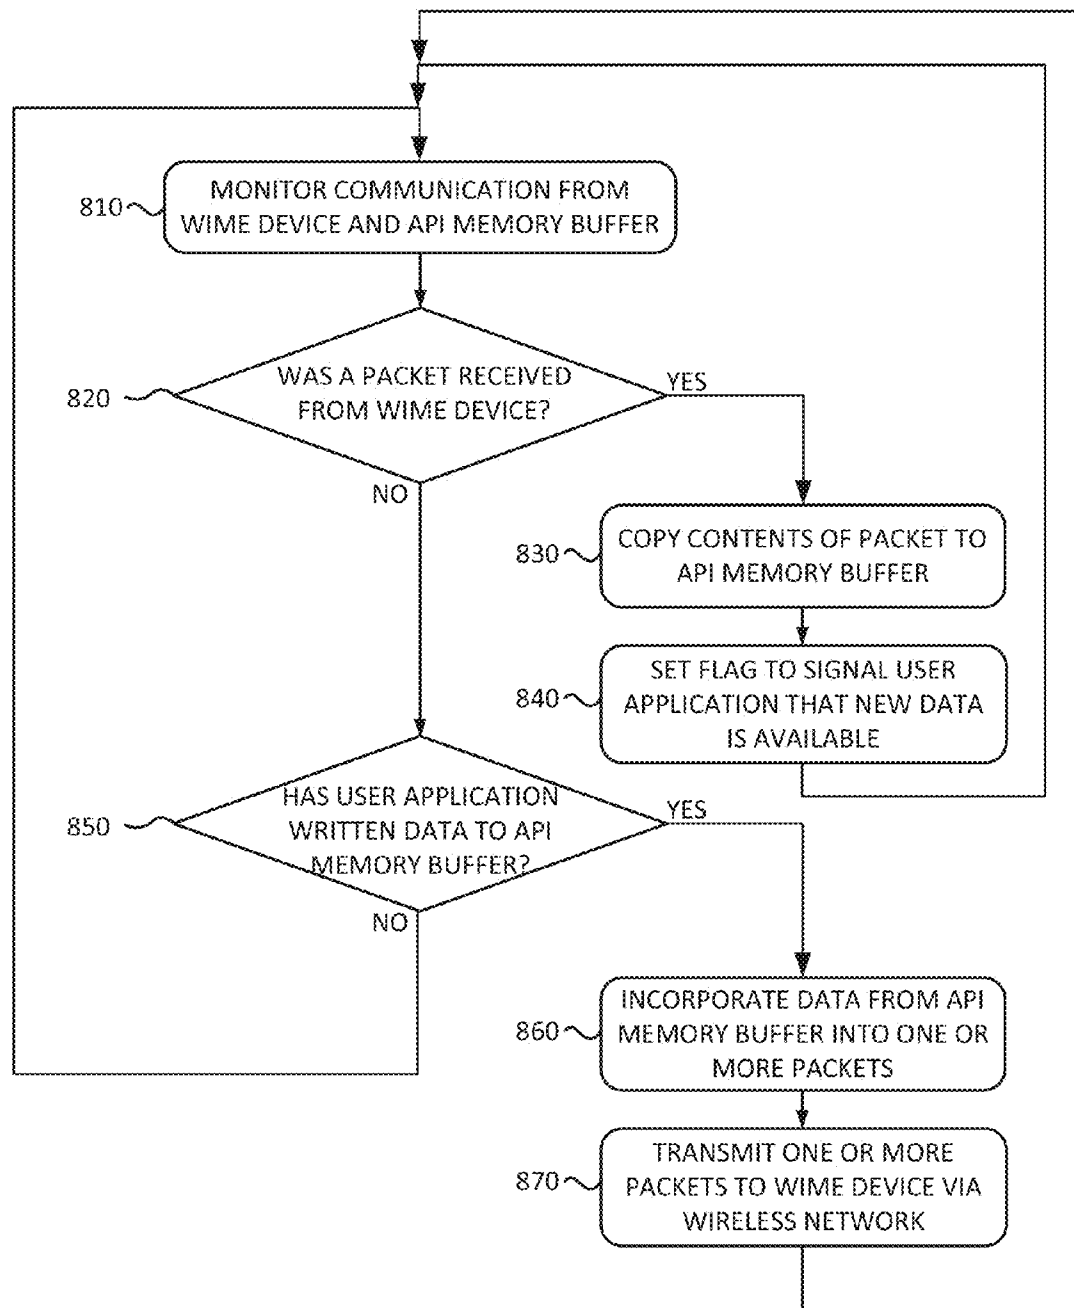 810
MONITOR COMMUNICATION FROM
WIME DEVICE AND API MEMORY BUFFER
820
WAS A PACKET RECEIVED
FROM WIME DEVICE?
YES
NO
830
COPY CONTENTS OF PACKET TO
API MEMORY BUFFER
840
SET FLAG TO SIGNAL USER
APPLICATION THAT NEW DATA
IS AVAILABLE
850
HAS USER APPLICATION
WRITTEN DATA TO API
MEMORY BUFFER?
YES
NO
860
INCORPORATE DATA FROM API
MEMORY BUFFER INTO ONE OR
MORE PACKETS
870
TRANSMIT ONE OR MORE
PACKETS TO WIME DEVICE VIA
WIRELESS NETWORK